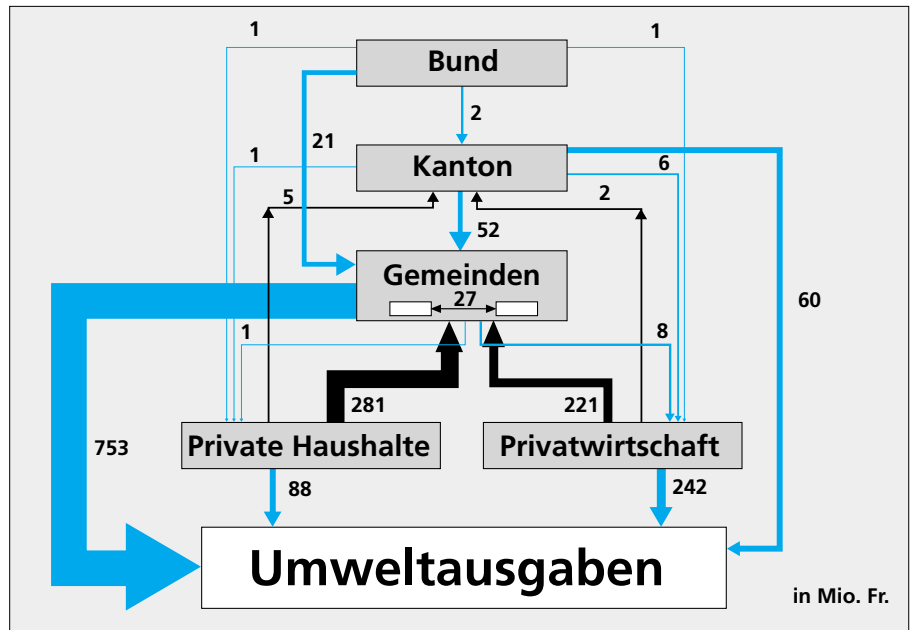 1
1
Bund
2
21
1
Kanton
6
5
2
52
Gemeinden
27
60
1
8
281
221
Private Haushalte
Privatwirtschaft
753
88
242
Umweltausgaben
in Mio. Fr.